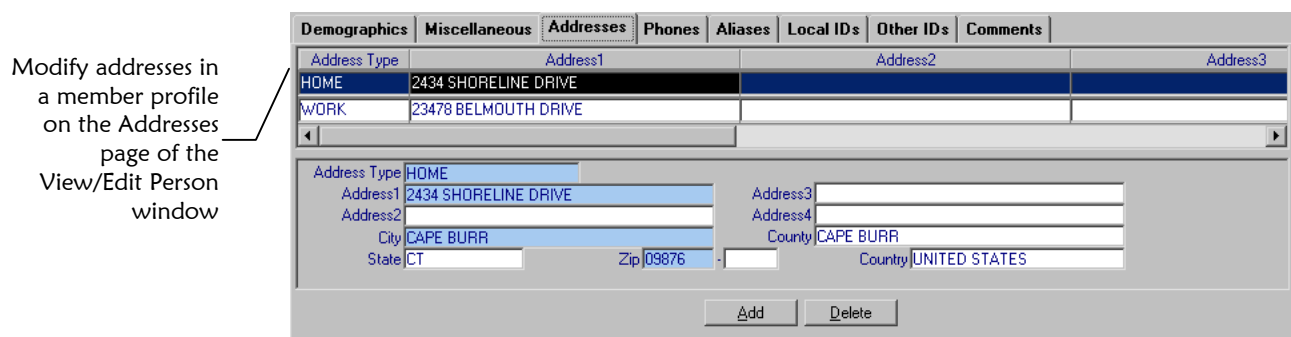 Demographics Miscellaneous Addresses Phones Aliases Local IDs Other IDs Comments
Modify addresses in
a member profile
on the Addresses
page of the
View/Edit Person
window
Address Type Address1 Address2 Address3
HOME 2434 SHORELINE DRIVE
WORK 23478 BELMOUTH DRIVE
Address Type HOME
Address1 2434 SHORELINE DRIVE Address3
Address2 Address4
City CAPE BURR County CAPE BURR
State CT Zip 09876 - Country UNITED STATES
Add Delete